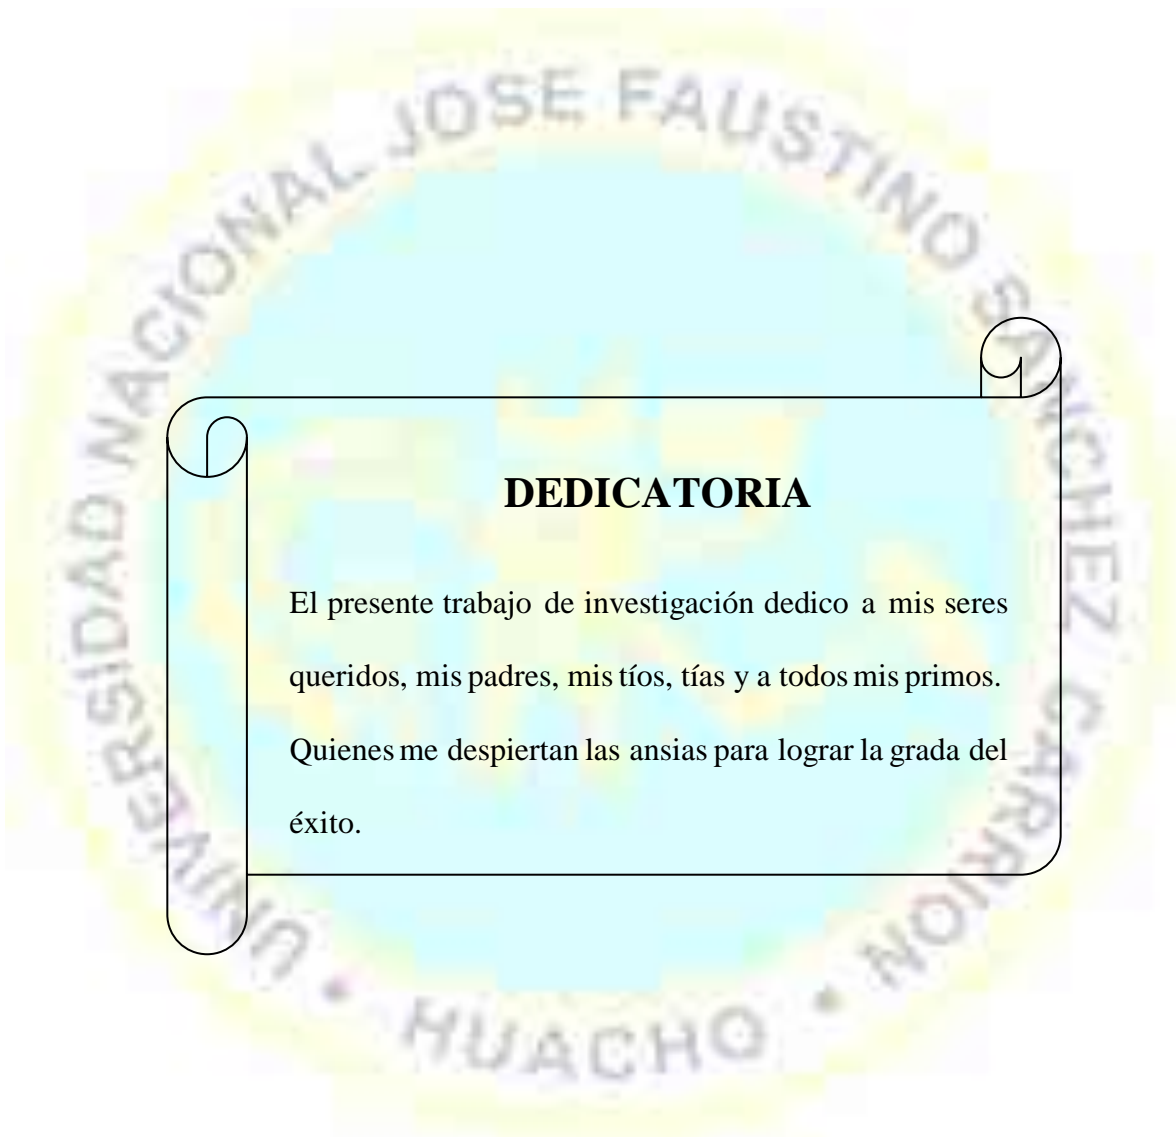 UNIVERSIDAD NACIONAL JOSE FAUSTINO SANCHEZ CARRION
• HUACHO •
DEDICATORIA
El presente trabajo de investigación dedico a mis seres
queridos, mis padres, mis tíos, tías y a todos mis primos.
Quienes me despiertan las ansias para lograr la grada del
éxito.